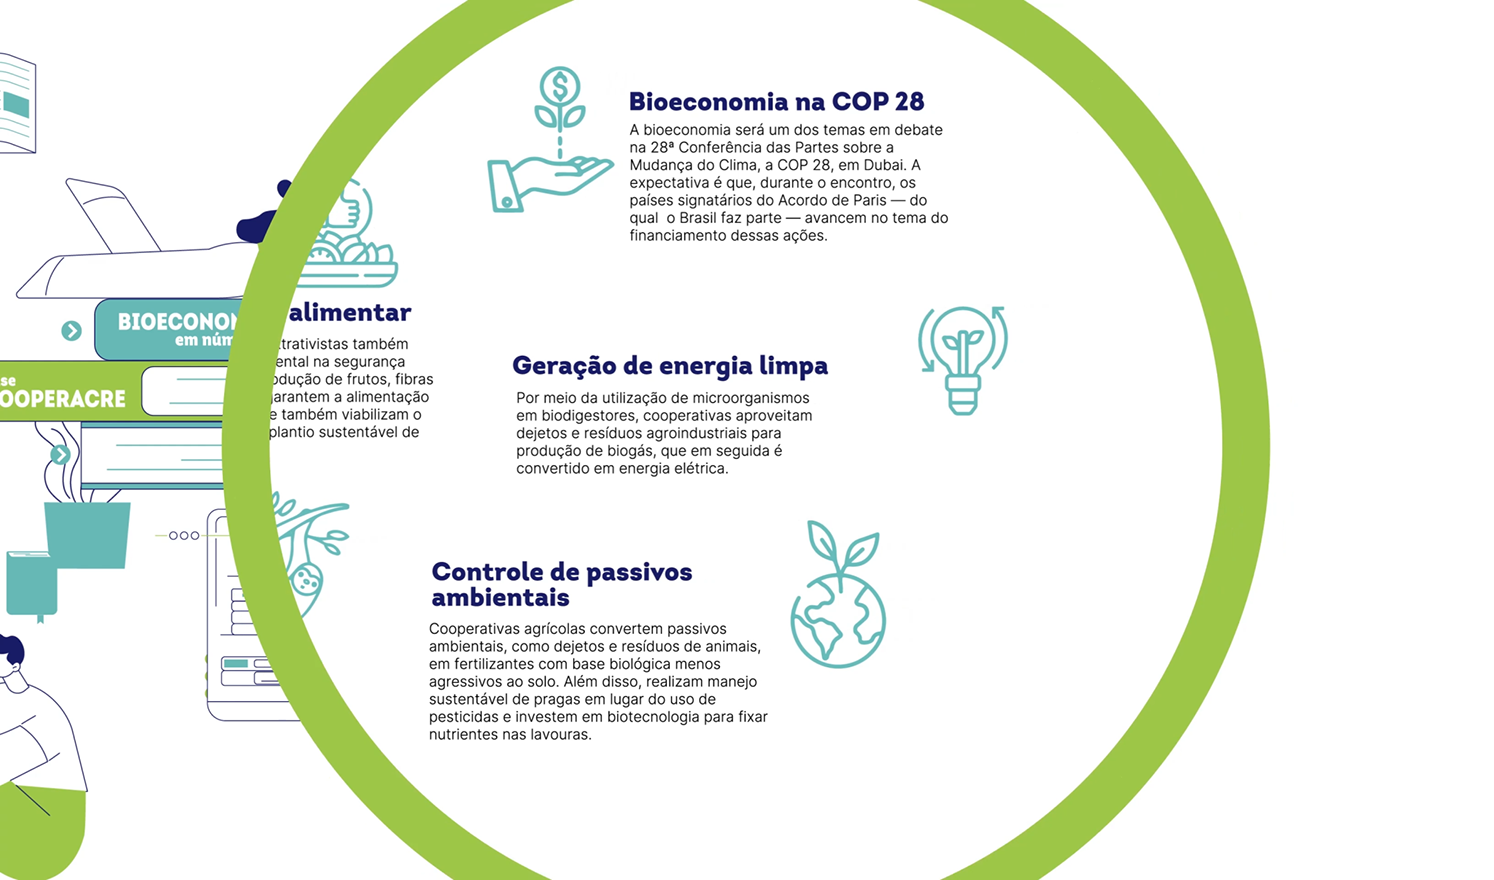 Bioeconomia na COP 28
A bioeconomia será um dos temas em debate
na 28ª Conferência das Partes sobre a
Mudança do Clima, a COP 28, em Dubai. A
expectativa é que, durante o encontro, os
países signatários do Acordo de Paris — do
qual o Brasil faz parte — avancem no tema do
financiamento dessas ações.
alimentar
também
na segurança
de frutos, fibras
a alimentação
e também viabilizam o
plantio sustentável de
BIOECONOM
em núm
COOPERACRE
Geração de energia limpa
Por meio da utilização de microorganismos
em biodigestores, cooperativas aproveitam
dejetos e resíduos agroindustriais para
produção de biogás, que em seguida é
convertido em energia elétrica.
Controle de passivos
ambientais
Cooperativas agrícolas convertem passivos
ambientais, como dejetos e resíduos de animais,
em fertilizantes com base biológica menos
agressivos ao solo. Além disso, realizam manejo
sustentável de pragas em lugar do uso de
pesticidas e investem em biotecnologia para fixar
nutrientes nas lavouras.